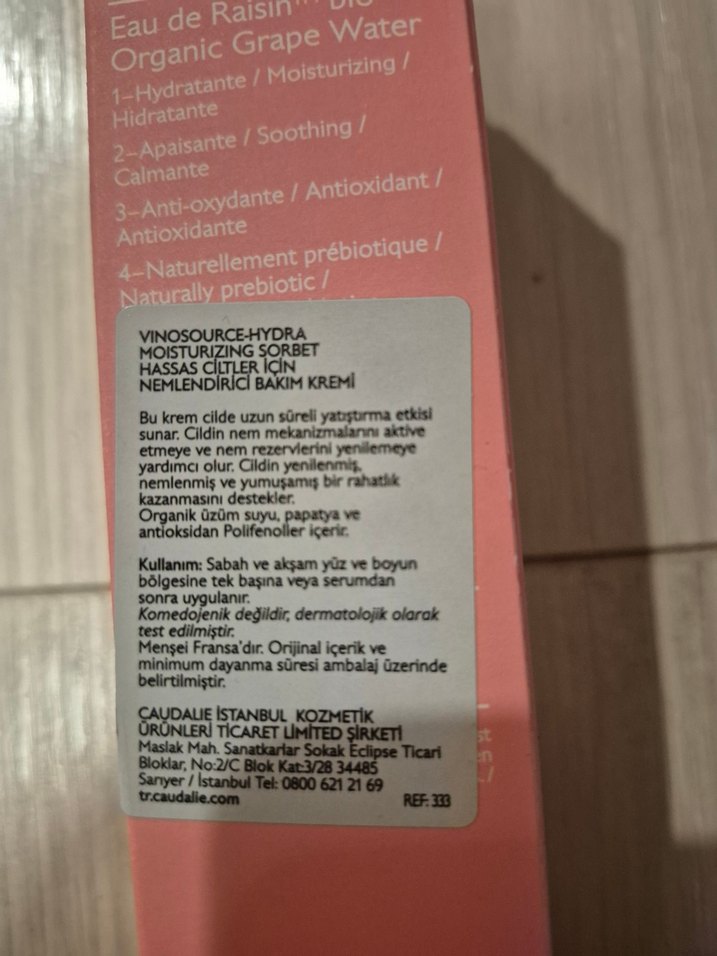 Eau de Raisin
Organic Grape Water
1–Hydratante / Moisturizing /
Hidratante
2–Apaisante / Soothing /
Calmante
3–Anti-oxydante / Antioxidant /
Antioxidante
4–Naturellement prébiotique /
Naturally prebiotic /
VINOSOURCE-HYDRA
MOISTURIZING SORBET
HASSAS CİLTLER İÇİN
NEMLENDİRİCİ BAKIM KREMİ
Bu krem cilde uzun süreli yatıştırma etkisi
sunar. Cildin nem mekanizmalarını aktive
etmeye ve nem rezervlerini yenilemeye
yardımcı olur. Cildin yenilenmiş,
nemlenmiş ve yumuşamış bir rahatlık
kazanmasını destekler.
Organik üzüm suyu, papatya ve
antioksidan Polifenoller içerir.
Kullanım: Sabah ve akşam yüz ve boyun
bölgesine tek başına veya serumdan
sonra uygulanır.
Komedojenik değildir, dermatolojik olarak
test edilmiştir.
Menşei Fransa'dır. Orijinal içerik ve
minimum dayanma süresi ambalaj üzerinde
belirtilmiştir.
CAUDALIE İSTANBUL KOZMETİK
ÜRÜNLERİ TİCARET LİMİTED ŞİRKETİ
Maslak Mah. Sanatkarlar Sokak Eclipse Ticari
Bloklar, No:2/C Blok Kat:3/28 34485
Sarıyer / İstanbul Tel: 0800 621 21 69
tr.caudalie.com REF: 333